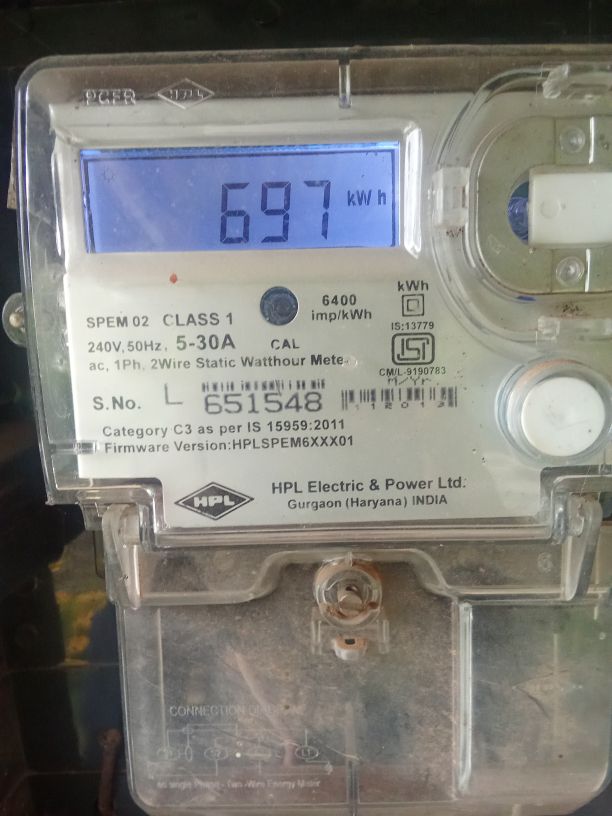 HPL
697 kWh
6400 imp/kWh
kWh
SPEM 02 CLASS 1
IS:13779
240V, 50Hz, 5-30A CAL
ISI
ac, 1Ph, 2Wire Static Watthour Mete
CM/L-9190783
M/Yr.
S.No. L 651548
Category C3 as per IS 15959:2011
Firmware Version:HPLSPEM6XXX01
HPL
HPL Electric & Power Ltd.
Gurgaon (Haryana) INDIA
CONNECTION